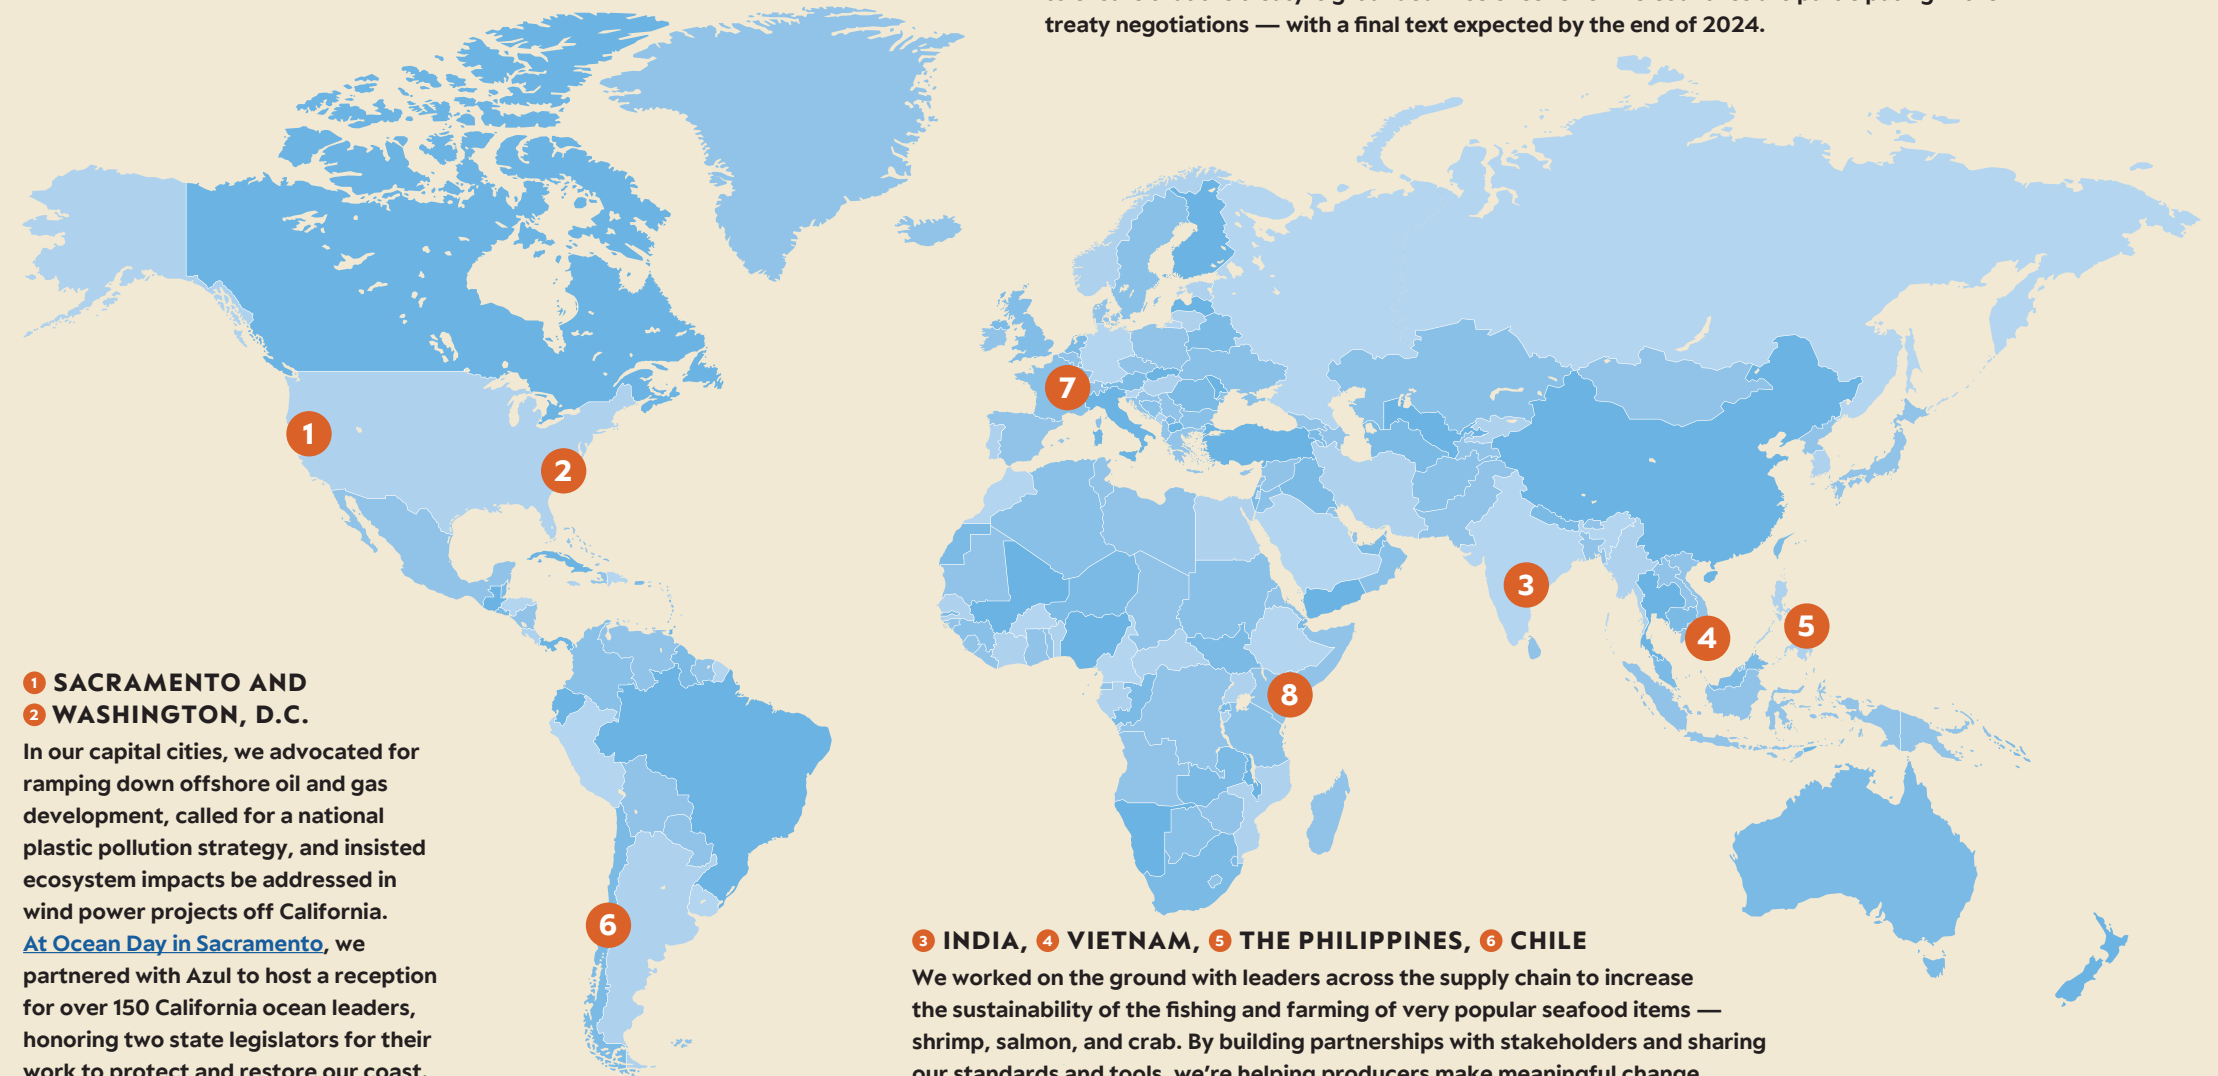 treaty negotiations — with a final text expected by the end of 2024.
1
2
3
4
5
6
7
8
1 SACRAMENTO AND
2 WASHINGTON, D.C.
In our capital cities, we advocated for
ramping down offshore oil and gas
development, called for a national
plastic pollution strategy, and insisted
ecosystem impacts be addressed in
wind power projects off California.
At Ocean Day in Sacramento, we
partnered with Azul to host a reception
for over 150 California ocean leaders,
honoring two state legislators for their
work to protect and restore our coast.
3 INDIA, 4 VIETNAM, 5 THE PHILIPPINES, 6 CHILE
We worked on the ground with leaders across the supply chain to increase
the sustainability of the fishing and farming of very popular seafood items —
shrimp, salmon, and crab. By building partnerships with stakeholders and sharing
our standards and tools, we're helping producers make meaningful change